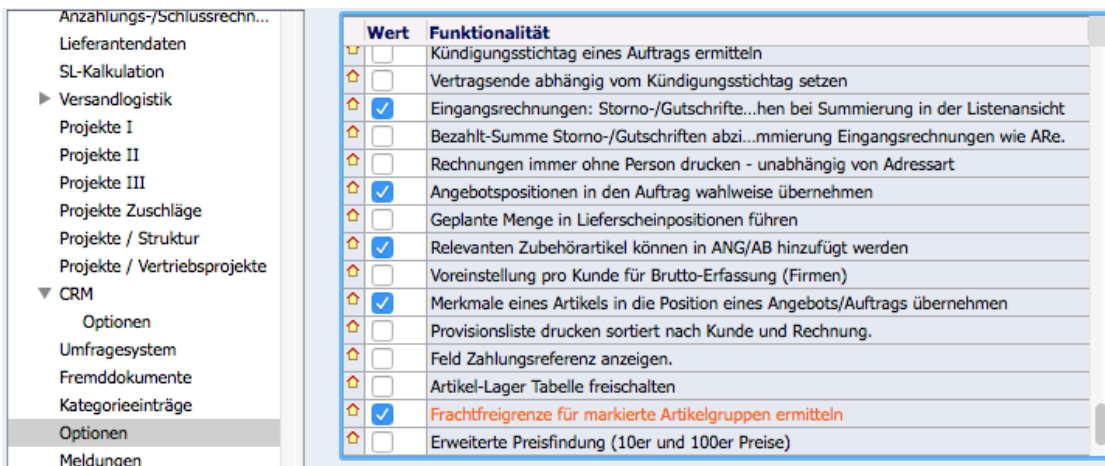 Anzahlungs-/Schlussrechn...
Lieferantendaten
SL-Kalkulation
Versandlogistik
Projekte I
Projekte II
Projekte III
Projekte Zuschläge
Projekte / Struktur
Projekte / Vertriebsprojekte
CRM
Optionen
Umfragesystem
Fremddokumente
Kategorieeinträge
Optionen
Meldungen
Wert Funktionalität
Kündigungsstichtag eines Auftrags ermitteln
Vertragsende abhängig vom Kündigungsstichtag setzen
Eingangsrechnungen: Storno-/Gutschrifte...hen bei Summierung in der Listenansicht
Bezahlt-Summe Storno-/Gutschriften abzi...mmierung Eingangsrechnungen wie ARe.
Rechnungen immer ohne Person drucken - unabhängig von Adressart
Angebotspositionen in den Auftrag wahlweise übernehmen
Geplante Menge in Lieferscheinpositionen führen
Relevanten Zubehörartikel können in ANG/AB hinzufügt werden
Voreinstellung pro Kunde für Brutto-Erfassung (Firmen)
Merkmale eines Artikels in die Position eines Angebots/Auftrags übernehmen
Provisionsliste drucken sortiert nach Kunde und Rechnung.
Feld Zahlungsreferenz anzeigen.
Artikel-Lager Tabelle freischalten
Frachtfreigrenze für markierte Artikelgruppen ermitteln
Erweiterte Preisfindung (10er und 100er Preise)